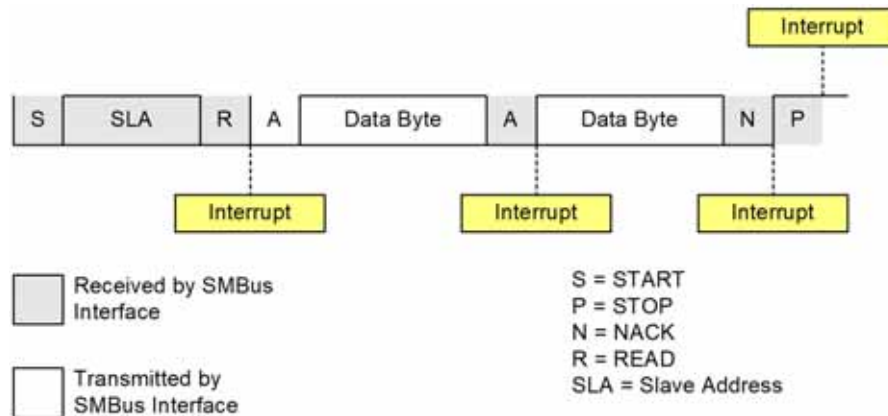 Interrupt
S SLA R A Data Byte A Data Byte N P
Interrupt Interrupt Interrupt
Received by SMBus
Interface
Transmitted by
SMBus Interface
S = START
P = STOP
N = NACK
R = READ
SLA = Slave Address